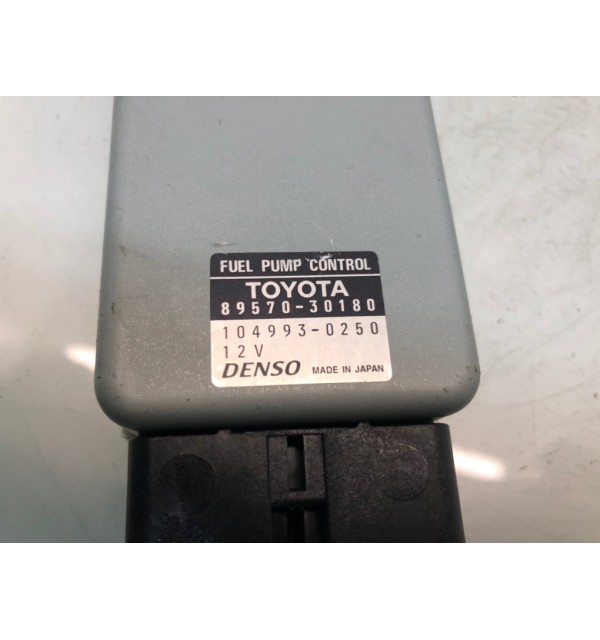 FUEL PUMP CONTROL
TOYOTA
89570-30180
104993-0250
12V
DENSO MADE IN JAPAN